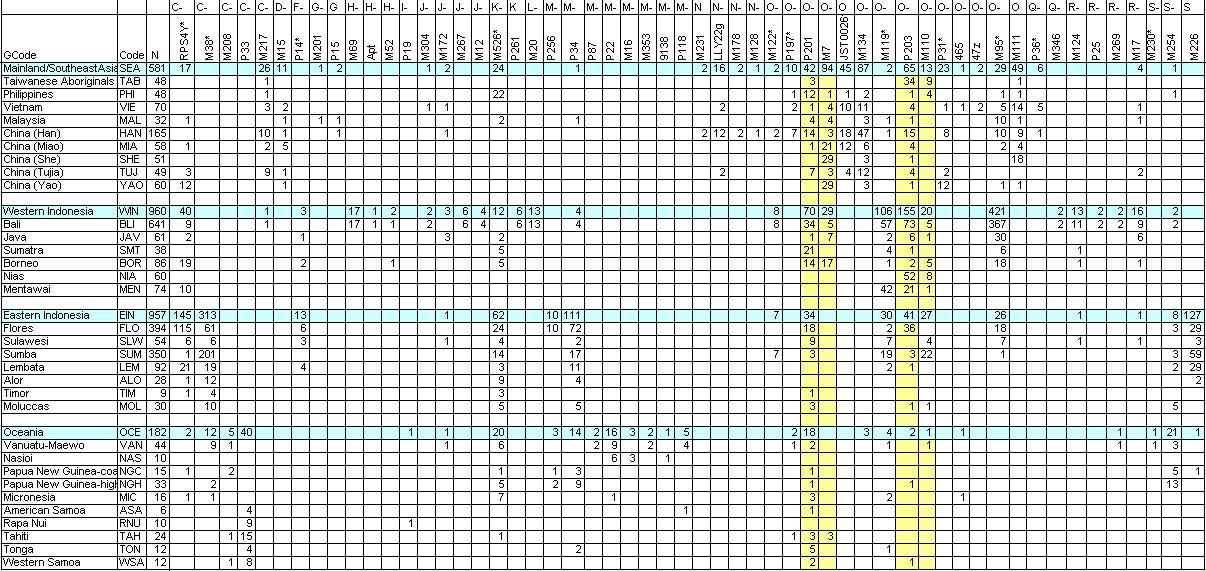 C- C- C- C- C- D- F- G- G H- H- H- I- J- J- J- J- K- K L- M- M- M- M- M- M- M- M- N N- N- N- O- O- O- O- O O- O- O- O- O- O- O- O- O- Q- Q- R- R- R- R- S- S- S
GCode Code N RPS4Y* M38* M208 P33 M217 M15 P14* M201 P15 M69 Apt M52 P19 M304 M172 M267 M12 M526* P261 M20 P256 P34 P87 P22 M16 M353 9138 P118 M231 LLY22g M178 M128 M122* P197* P201 M7 JST0026 M134 M119* P203 M110 P31* 465 47z M95* M111 P36* M346 M124 P25 M269 M17 M230* M254 M226
Mainland/SoutheastAsia SEA 581 17 26 11 1 2 1 2 24 1 2 16 2 1 2 10 42 94 45 87 2 65 13 23 1 2 29 49 6 4 1
Taiwanese Aboriginals TAB 48 1 3 34 9 1
Philippines PHI 48 1 22 1 12 1 1 2 1 4 1 1
Vietnam VIE 70 3 2 1 1 2 2 1 4 10 11 4 1 1 2 5 14 5 1
Malaysia MAL 32 1 1 1 1 2 1 4 4 3 1 1 10 1 1
China (Han) HAN 165 10 1 1 1 2 12 2 1 2 7 14 3 18 47 1 15 8 10 9 1
China (Miao) MIA 58 1 2 5 1 21 12 6 1 2 4
China (She) SHE 51 29 3 1 18
China (Tujia) TUJ 49 3 9 1 2 7 3 4 12 4 2 2
China (Yao) YAO 60 12 1 29 3 1 12 1 1
Western Indonesia WIN 960 40 1 3 17 1 2 2 3 6 4 12 6 13 4 8 70 29 106 155 20 421 2 13 2 2 16 2
Bali BLI 641 9 1 17 1 1 2 6 4 6 13 4 8 34 5 57 73 5 367 2 11 2 2 9 2
Java JAV 61 2 1 3 2 1 7 2 6 1 30 6
Sumatra SMT 38 5 21 4 1 6
Borneo BOR 86 19 2 1 5 14 17 1 2 5 18 1 1
Nias NIA 60 52 8
Mentawai MEN 74 10 42 21 1
Eastern Indonesia EIN 957 145 313 13 1 62 10 111 7 34 30 41 27 26 1 1 8 127
Flores FLO 394 115 61 6 24 10 72 18 2 36 18 3 29
Sulawesi SLW 54 6 6 3 1 4 2 9 7 4 7 1 1 3
Sumba SUM 350 1 201 14 17 7 3 19 3 22 1 3 59
Lembata LEM 92 21 19 4 3 11 2 1 2 29
Alor ALO 28 1 12 9 4 2
Timor TIM 9 1 4 3 1
Moluccas MOL 30 10 5 5 1 1 5
Oceania OCE 182 2 12 5 40 1 1 20 3 14 2 16 3 2 1 5 2 18 3 4 2 1 1 1 1 21 1
Vanuatu-Maewo VAN 44 9 1 1 6 2 9 2 4 1 2 1 1 1 1 3
Nasioi NAS 10 6 3 1
Papua New Guinea-coa NGC 15 1 2 1 1 3 1 5 1
Papua New Guinea-high NGH 33 2 5 2 9 1 13
Micronesia MIC 16 1 1 7 1 3 2 1
American Samoa ASA 6 4 1 1
Rapa Nui RNU 10 9 1
Tahiti TAH 24 1 15 1 1 3 3
Tonga TON 12 4 2 5 1
Western Samoa WSA 12 1 8 2 1